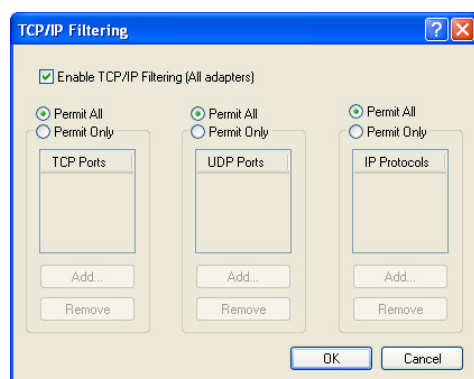 TCP/IP Filtering
Enable TCP/IP Filtering (All adapters)
Permit All
Permit Only
TCP Ports
Add...
Remove
Permit All
Permit Only
UDP Ports
Add...
Remove
Permit All
Permit Only
IP Protocols
Add...
Remove
OK
Cancel